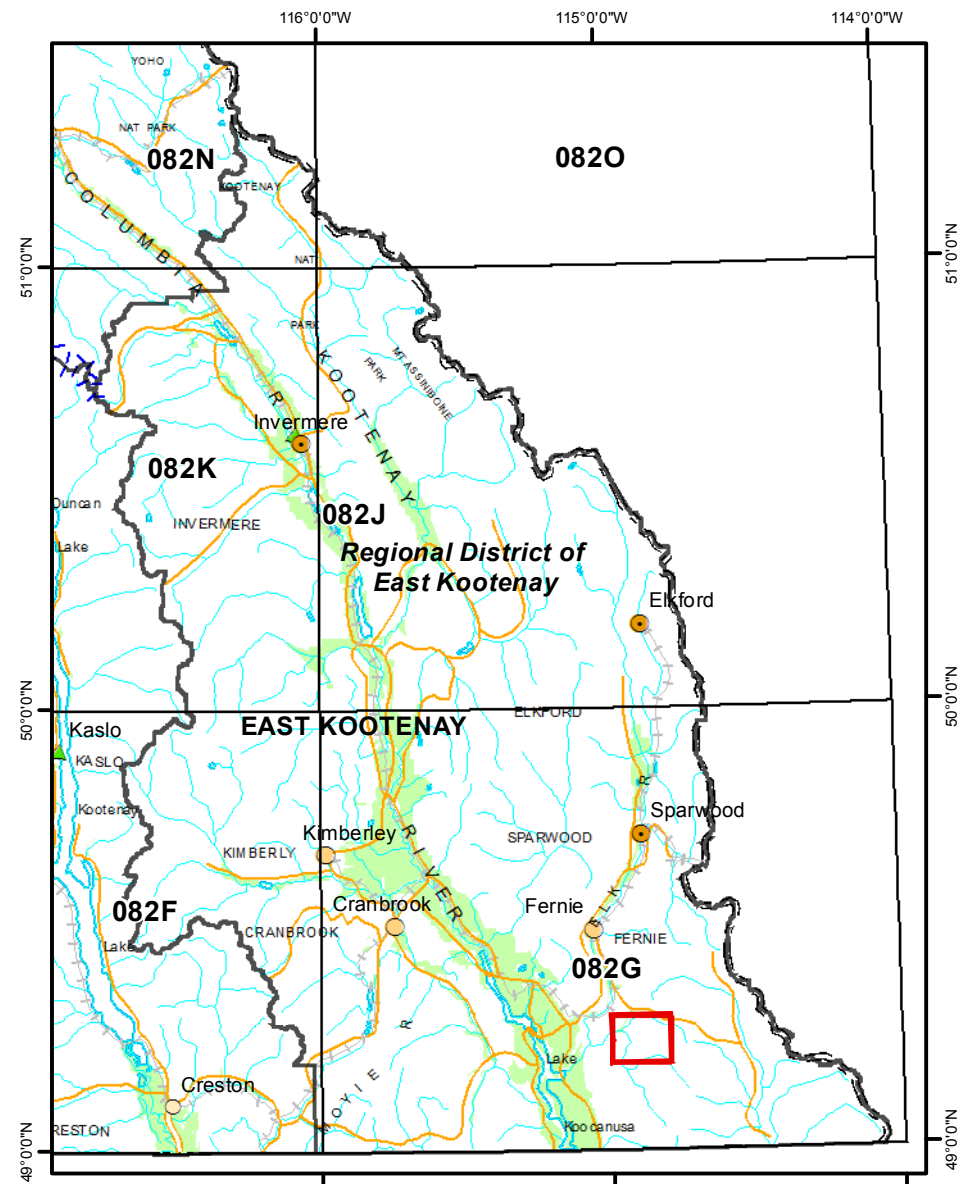 116°0'0"W
115°0'0"W
114°0'0"W
YOHO
NAT PARK
082N
082O
KOOTENAY
COLUMBIA
NAT
51°0'0"N
51°0'0"N
PARK
KOOTENAY
PARK
MT ASSINIBOINE
R
Invermere
082K
Duncan
082J
INVERMERE
Lake
Regional District of
East Kootenay
Elkford
50°0'0"N
50°0'0"N
ELKFORD
EAST KOOTENAY
Kaslo
KASLO
R
Kootenay
Sparwood
Kimberley
RIVER
SPARWOOD
KIMBERLY
ELK
Cranbrook
Fernie
082F
CRANBROOK
FERNIE
Lake
082G
MOYIE R
Lake
Creston
RESTON
Koocanusa
49°0'0"N
49°0'0"N